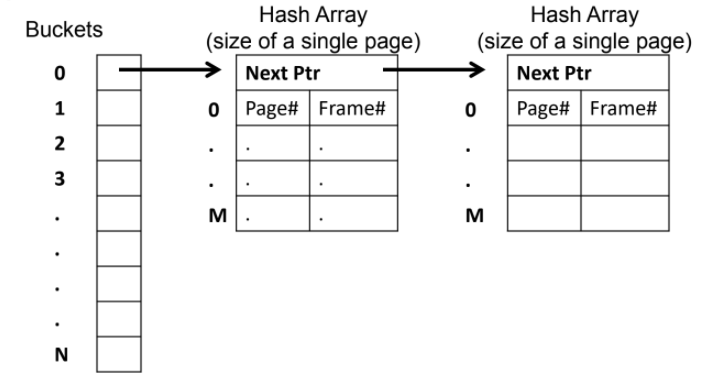 Buckets
Hash Array
(size of a single page)
Hash Array
(size of a single page)
0
Next Ptr
Next Ptr
1
0 Page# Frame#
0 Page# Frame#
2
. . .
.
3
. . .
.
.
M . .
M
.
.
.
N